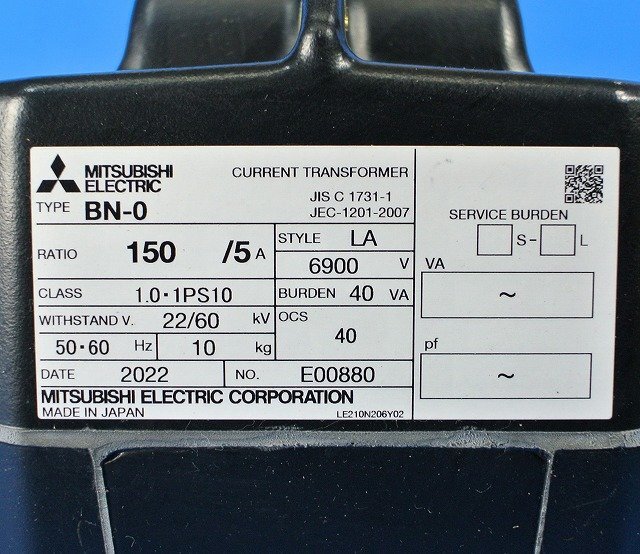 MITSUBISHI ELECTRIC CURRENT TRANSFORMER
JIS C 1731-1
TYPE BN-0 JEC-1201-2007
RATIO 150 /5 A
STYLE LA
6900 V
CLASS 1.0・1PS10
BURDEN 40 VA
WITHSTAND V. 22/60 kV
OCS 40
50・60 Hz 10 kg
DATE 2022 NO. E00880
MITSUBISHI ELECTRIC CORPORATION
MADE IN JAPAN LE210N206Y02
SERVICE BURDEN
S- L
VA
~
pf
~